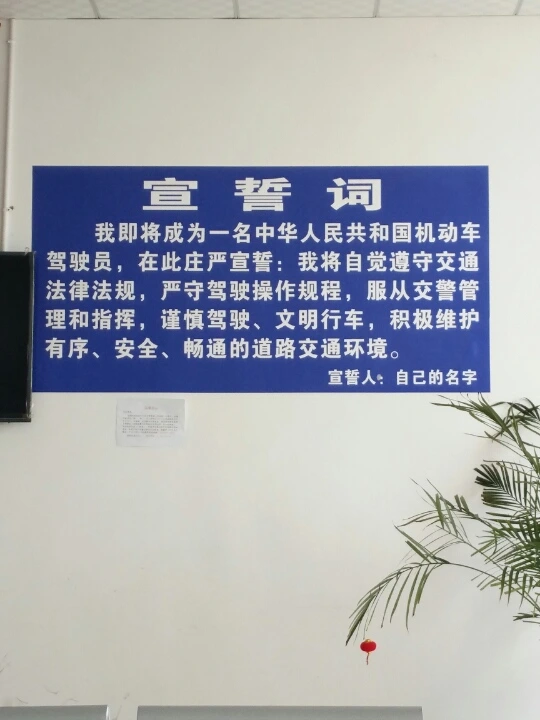 宣誓词
我即将成为一名中华人民共和国机动车
驾驶员，在此庄严宣誓：我将自觉遵守交通
法律法规，严守驾驶操作规程，服从交警管
理和指挥，谨慎驾驶、文明行车，积极维护
有序、安全、畅通的道路交通环境。
宣誓人：自己的名字